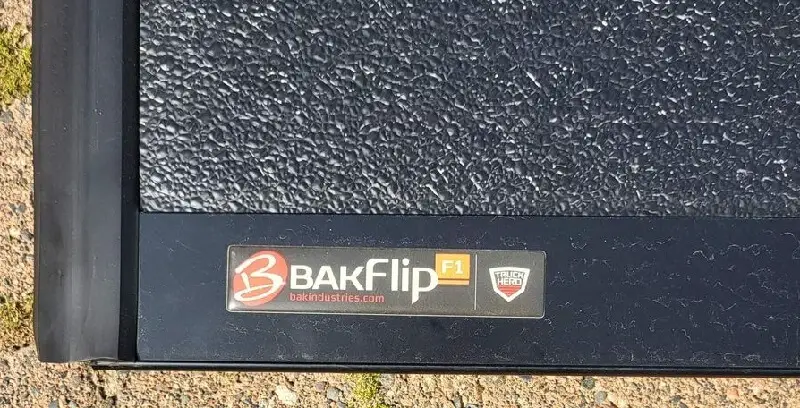 B BAKFlip F1
bakindustries.com
TRUCK
HERO